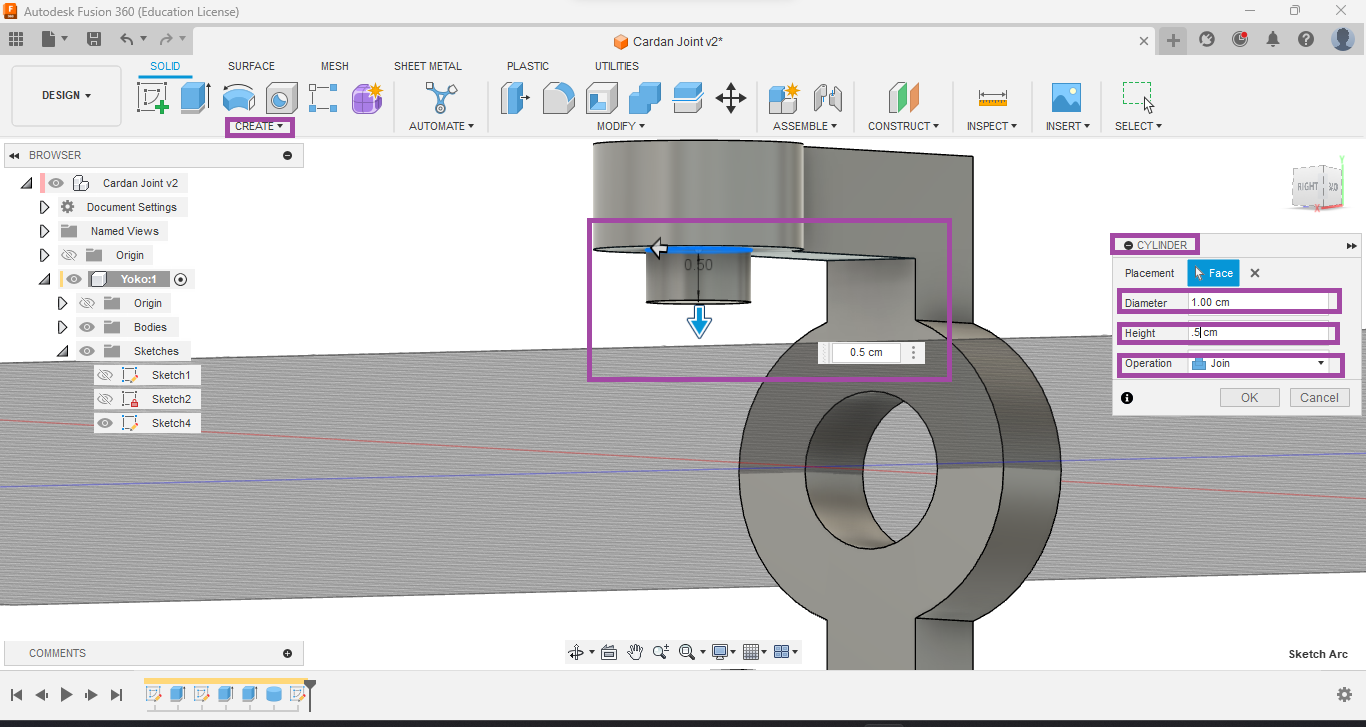 Autodesk Fusion 360 (Education License)
Cardan Joint v2*
DESIGN
SOLID
SURFACE
MESH
SHEET METAL
PLASTIC
UTILITIES
CREATE
AUTOMATE
MODIFY
ASSEMBLE
CONSTRUCT
INSPECT
INSERT
SELECT
BROWSER
Cardan Joint v2
Document Settings
Named Views
Origin
Yoko:1
Origin
Bodies
Sketches
Sketch1
Sketch2
Sketch4
0.50
0.5 cm
RIGHT
CYLINDER
Placement
Face
Diameter
1.00 cm
Height
.5 cm
Operation
Join
OK
Cancel
COMMENTS
Sketch Arc